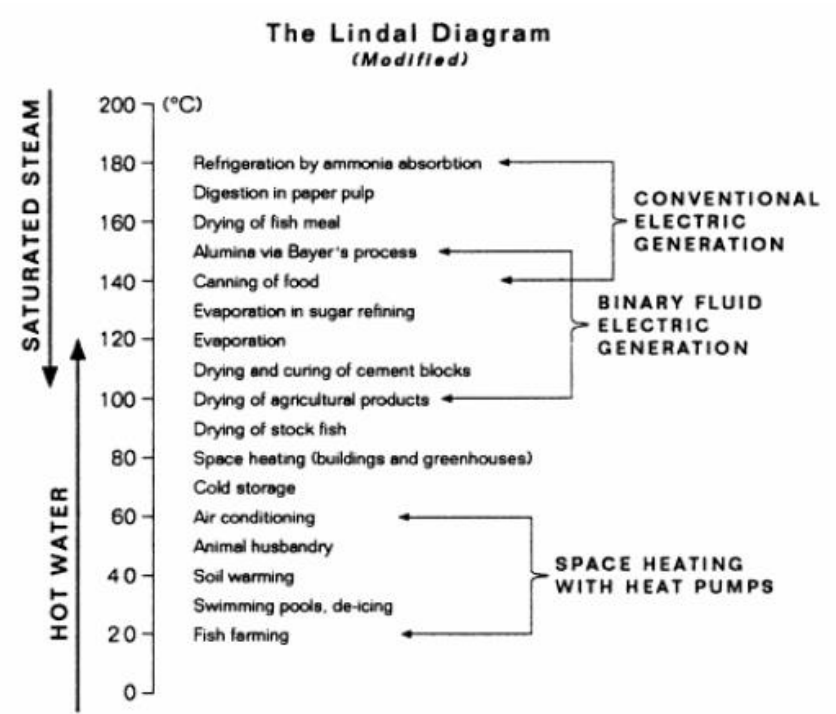 The Lindal Diagram
(Modified)
SATURATED STEAM
HOT WATER
200 (°C)
180 Refrigeration by ammonia absorbtion
Digestion in paper pulp
160 Drying of fish meal
Alumina via Bayer's process
140 Canning of food
Evaporation in sugar refining
120 Evaporation
Drying and curing of cement blocks
100 Drying of agricultural products
Drying of stock fish
80 Space heating (buildings and greenhouses)
Cold storage
60 Air conditioning
Animal husbandry
40 Soil warming
Swimming pools, de-icing
20 Fish farming
0
CONVENTIONAL
ELECTRIC
GENERATION
BINARY FLUID
ELECTRIC
GENERATION
SPACE HEATING
WITH HEAT PUMPS